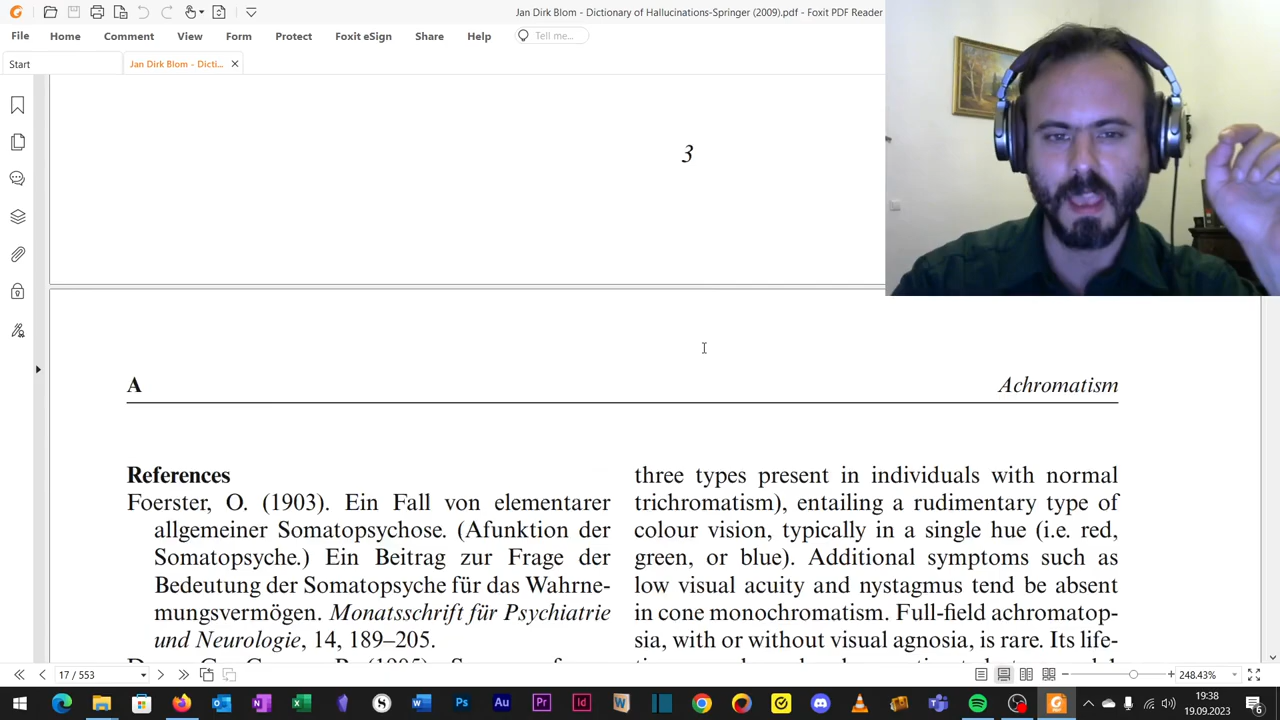 Jan Dirk Blom - Dictionary of Hallucinations-Springer (2009).pdf - Foxit PDF Reader
File Home Comment View Form Protect Foxit eSign Share Help Tell me...
Start Jan Dirk Blom - Dicti...
3
A Achromatism
References
Foerster, O. (1903). Ein Fall von elementarer
allgemeiner Somatopsychose. (Afunktion der
Somatopsyche.) Ein Beitrag zur Frage der
Bedeutung der Somatopsyche für das Wahrne-
mungsvermögen. Monatsschrift für Psychiatrie
und Neurologie, 14, 189–205.
three types present in individuals with normal
trichromatism), entailing a rudimentary type of
colour vision, typically in a single hue (i.e. red,
green, or blue). Additional symptoms such as
low visual acuity and nystagmus tend be absent
in cone monochromatism. Full-field achromatop-
sia, with or without visual agnosia, is rare. Its life-
17 / 553
248.43%
19:38
19.09.2023
6